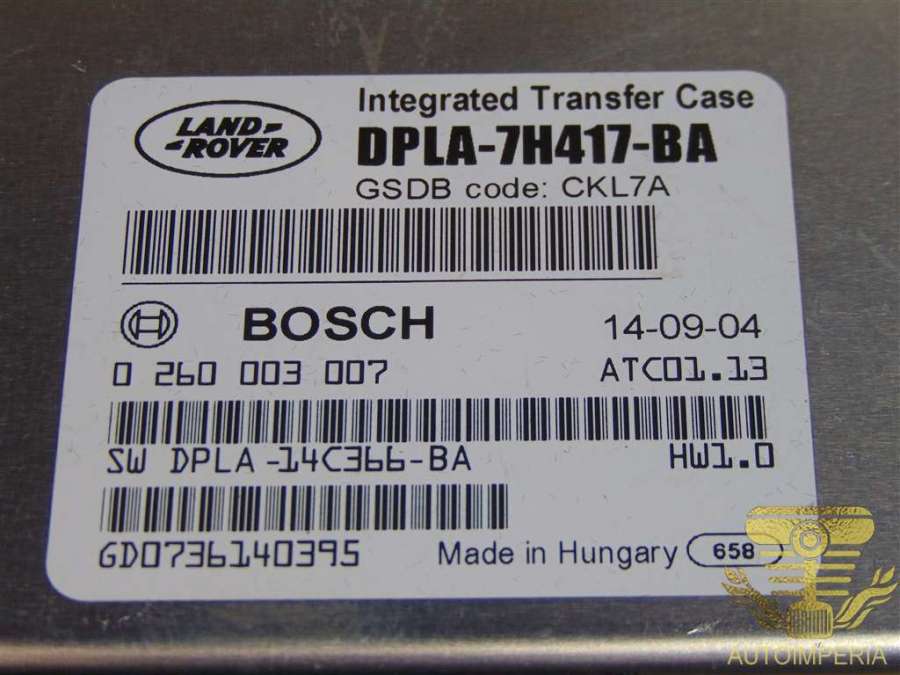 LAND-
-ROVER
Integrated Transfer Case
DPLA-7H417-BA
GSDB code: CKL7A
BOSCH
14-09-04
0 260 003 007
ATC01.13
SW DPLA-14C366-BA
HW1.0
GD0736140395
Made in Hungary 658
AUTOIMPERIA